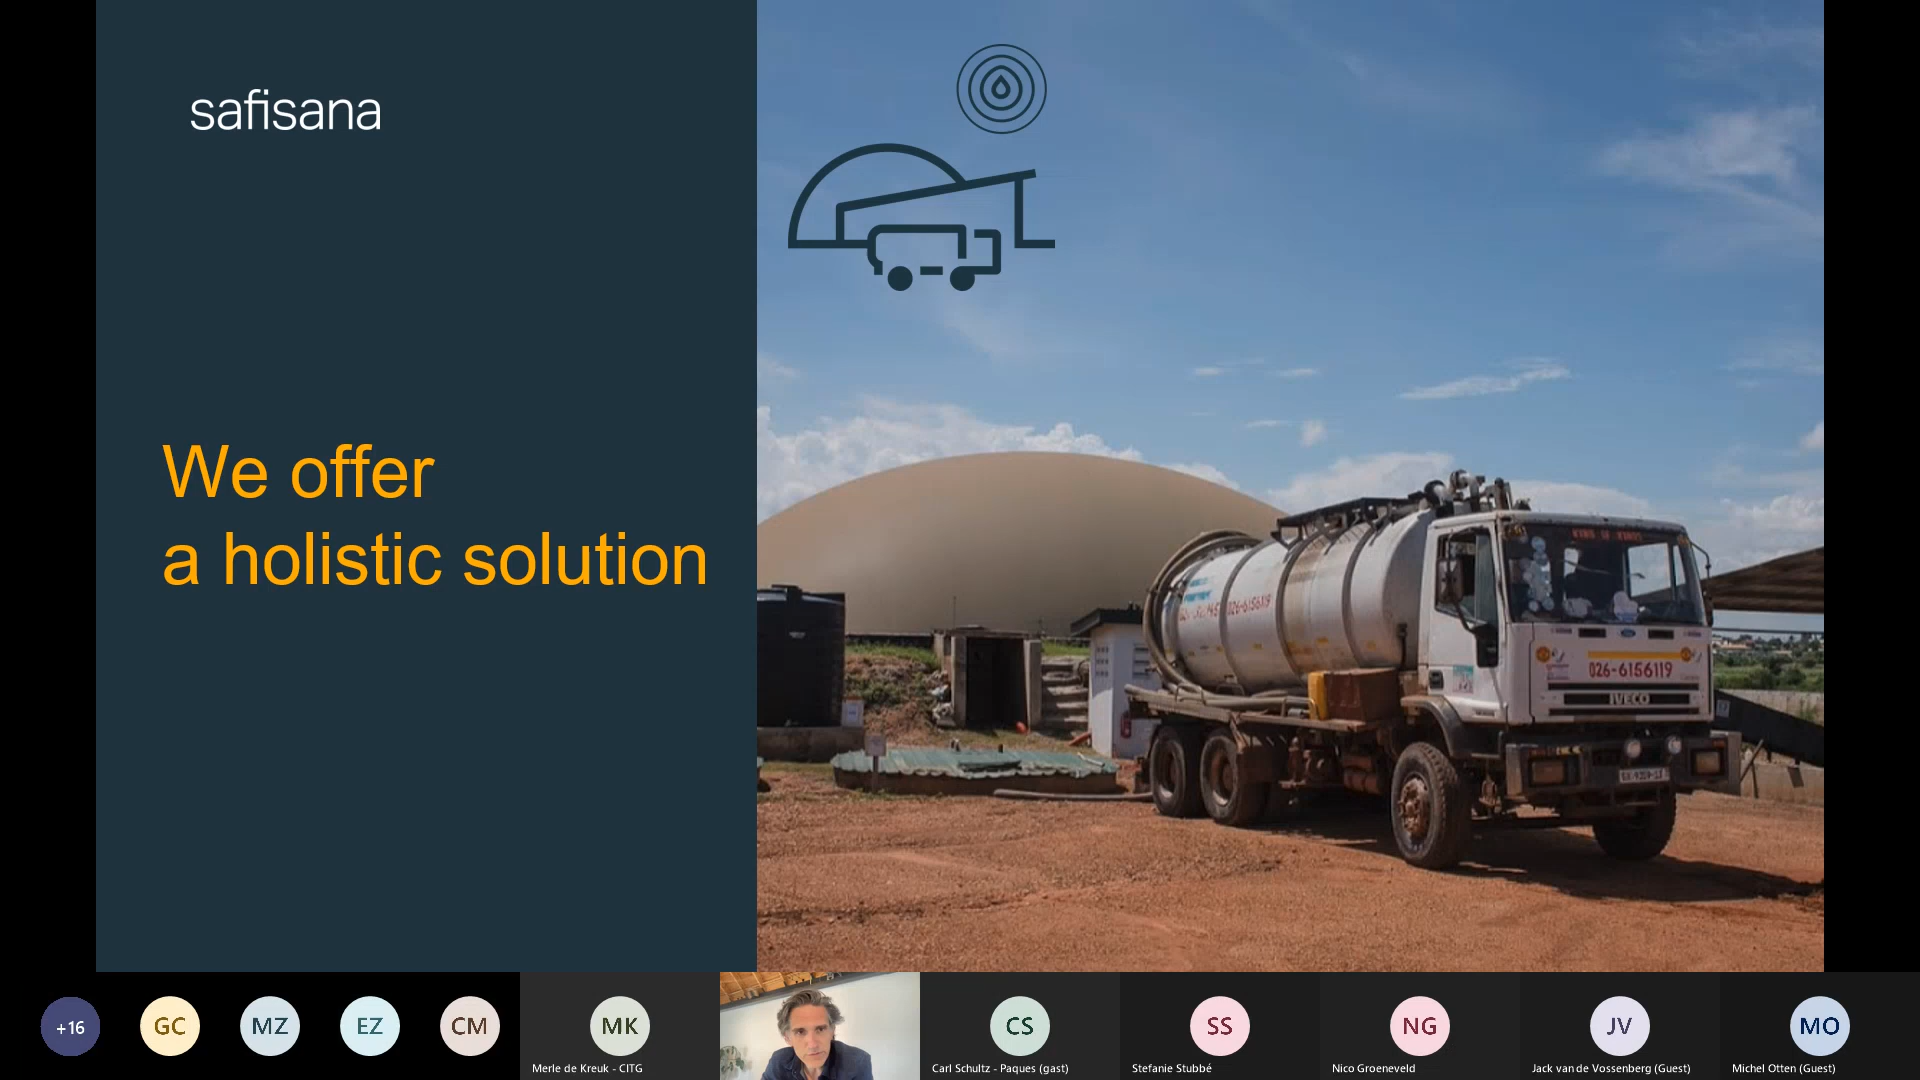 safisana
We offer
a holistic solution
026-6156119
026-6156119
IVECO
+16
GC
MZ
EZ
CM
MK
CS
SS
NG
JV
MO
Merle de Kreuk - CITG
Carl Schultz - Paques (gast)
Stefanie Stubbé
Nico Groeneveld
Jack van de Vossenberg (Guest)
Michel Otten (Guest)